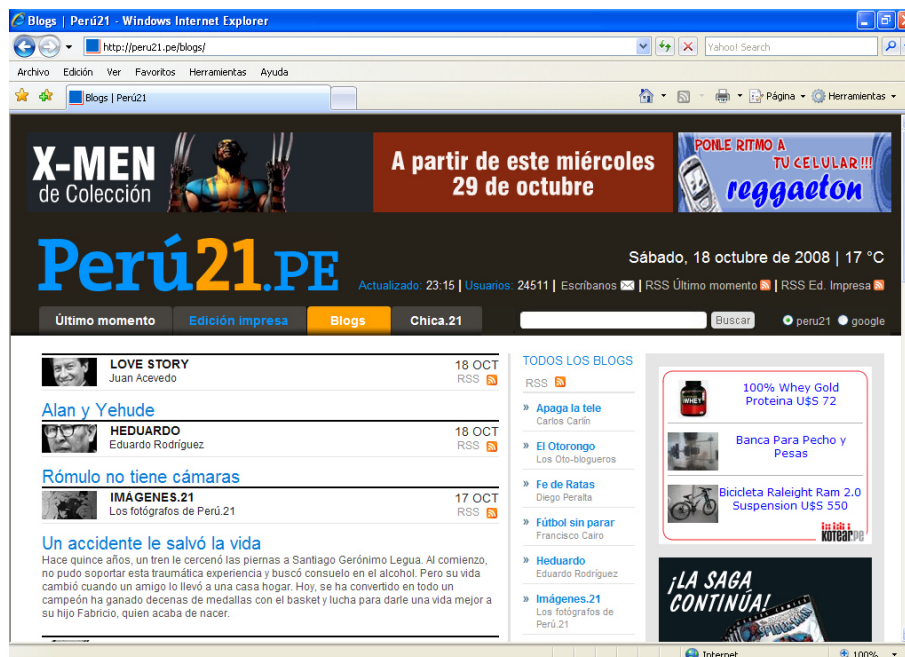 Blogs | Perú21 - Windows Internet Explorer
http://peru21.pe/blogs/
Yahoo! Search
Archivo Edición Ver Favoritos Herramientas Ayuda
Blogs | Perú21
Página
Herramientas
X-MEN
de Colección
A partir de este miércoles
29 de octubre
PONLE RITMO A
TU CELULAR!!!
reggaeton
Perú21.PE
Sábado, 18 octubre de 2008 | 17 °C
Actualizado: 23:15 | Usuarios: 24511 | Escríbanos | RSS Último momento | RSS Ed. Impresa
Último momento
Edición impresa
Blogs
Chica.21
Buscar
peru21
google
LOVE STORY
18 OCT
Juan Acevedo
RSS
Alan y Yehude
HEDUARDO
18 OCT
Eduardo Rodríguez
RSS
Rómulo no tiene cámaras
IMÁGENES.21
17 OCT
Los fotógrafos de Perú.21
RSS
Un accidente le salvó la vida
Hace quince años, un tren le cercenó las piernas a Santiago Gerónimo Legua. Al comienzo,
no pudo soportar esta traumática experiencia y buscó consuelo en el alcohol. Pero su vida
cambió cuando un amigo lo llevó a una casa hogar. Hoy, se ha convertido en todo un
campeón ha ganado decenas de medallas con el basket y lucha para darle una vida mejor a
su hijo Fabricio, quien acaba de nacer.
TODOS LOS BLOGS
RSS
» Apaga la tele
Carlos Carlín
» El Otorongo
Los Oto-blogueros
» Fe de Ratas
Diego Peralta
» Fútbol sin parar
Francisco Cairo
» Heduardo
Eduardo Rodríguez
» Imágenes.21
Los fotógrafos de
Perú.21
100% Whey Gold
Proteina U$S 72
WHEY
Banca Para Pecho y
Pesas
Bicicleta Raleight Ram 2.0
Suspension U$S 550
KOTEAR PE
¡LA SAGA
CONTINÚA!
Internet
100%